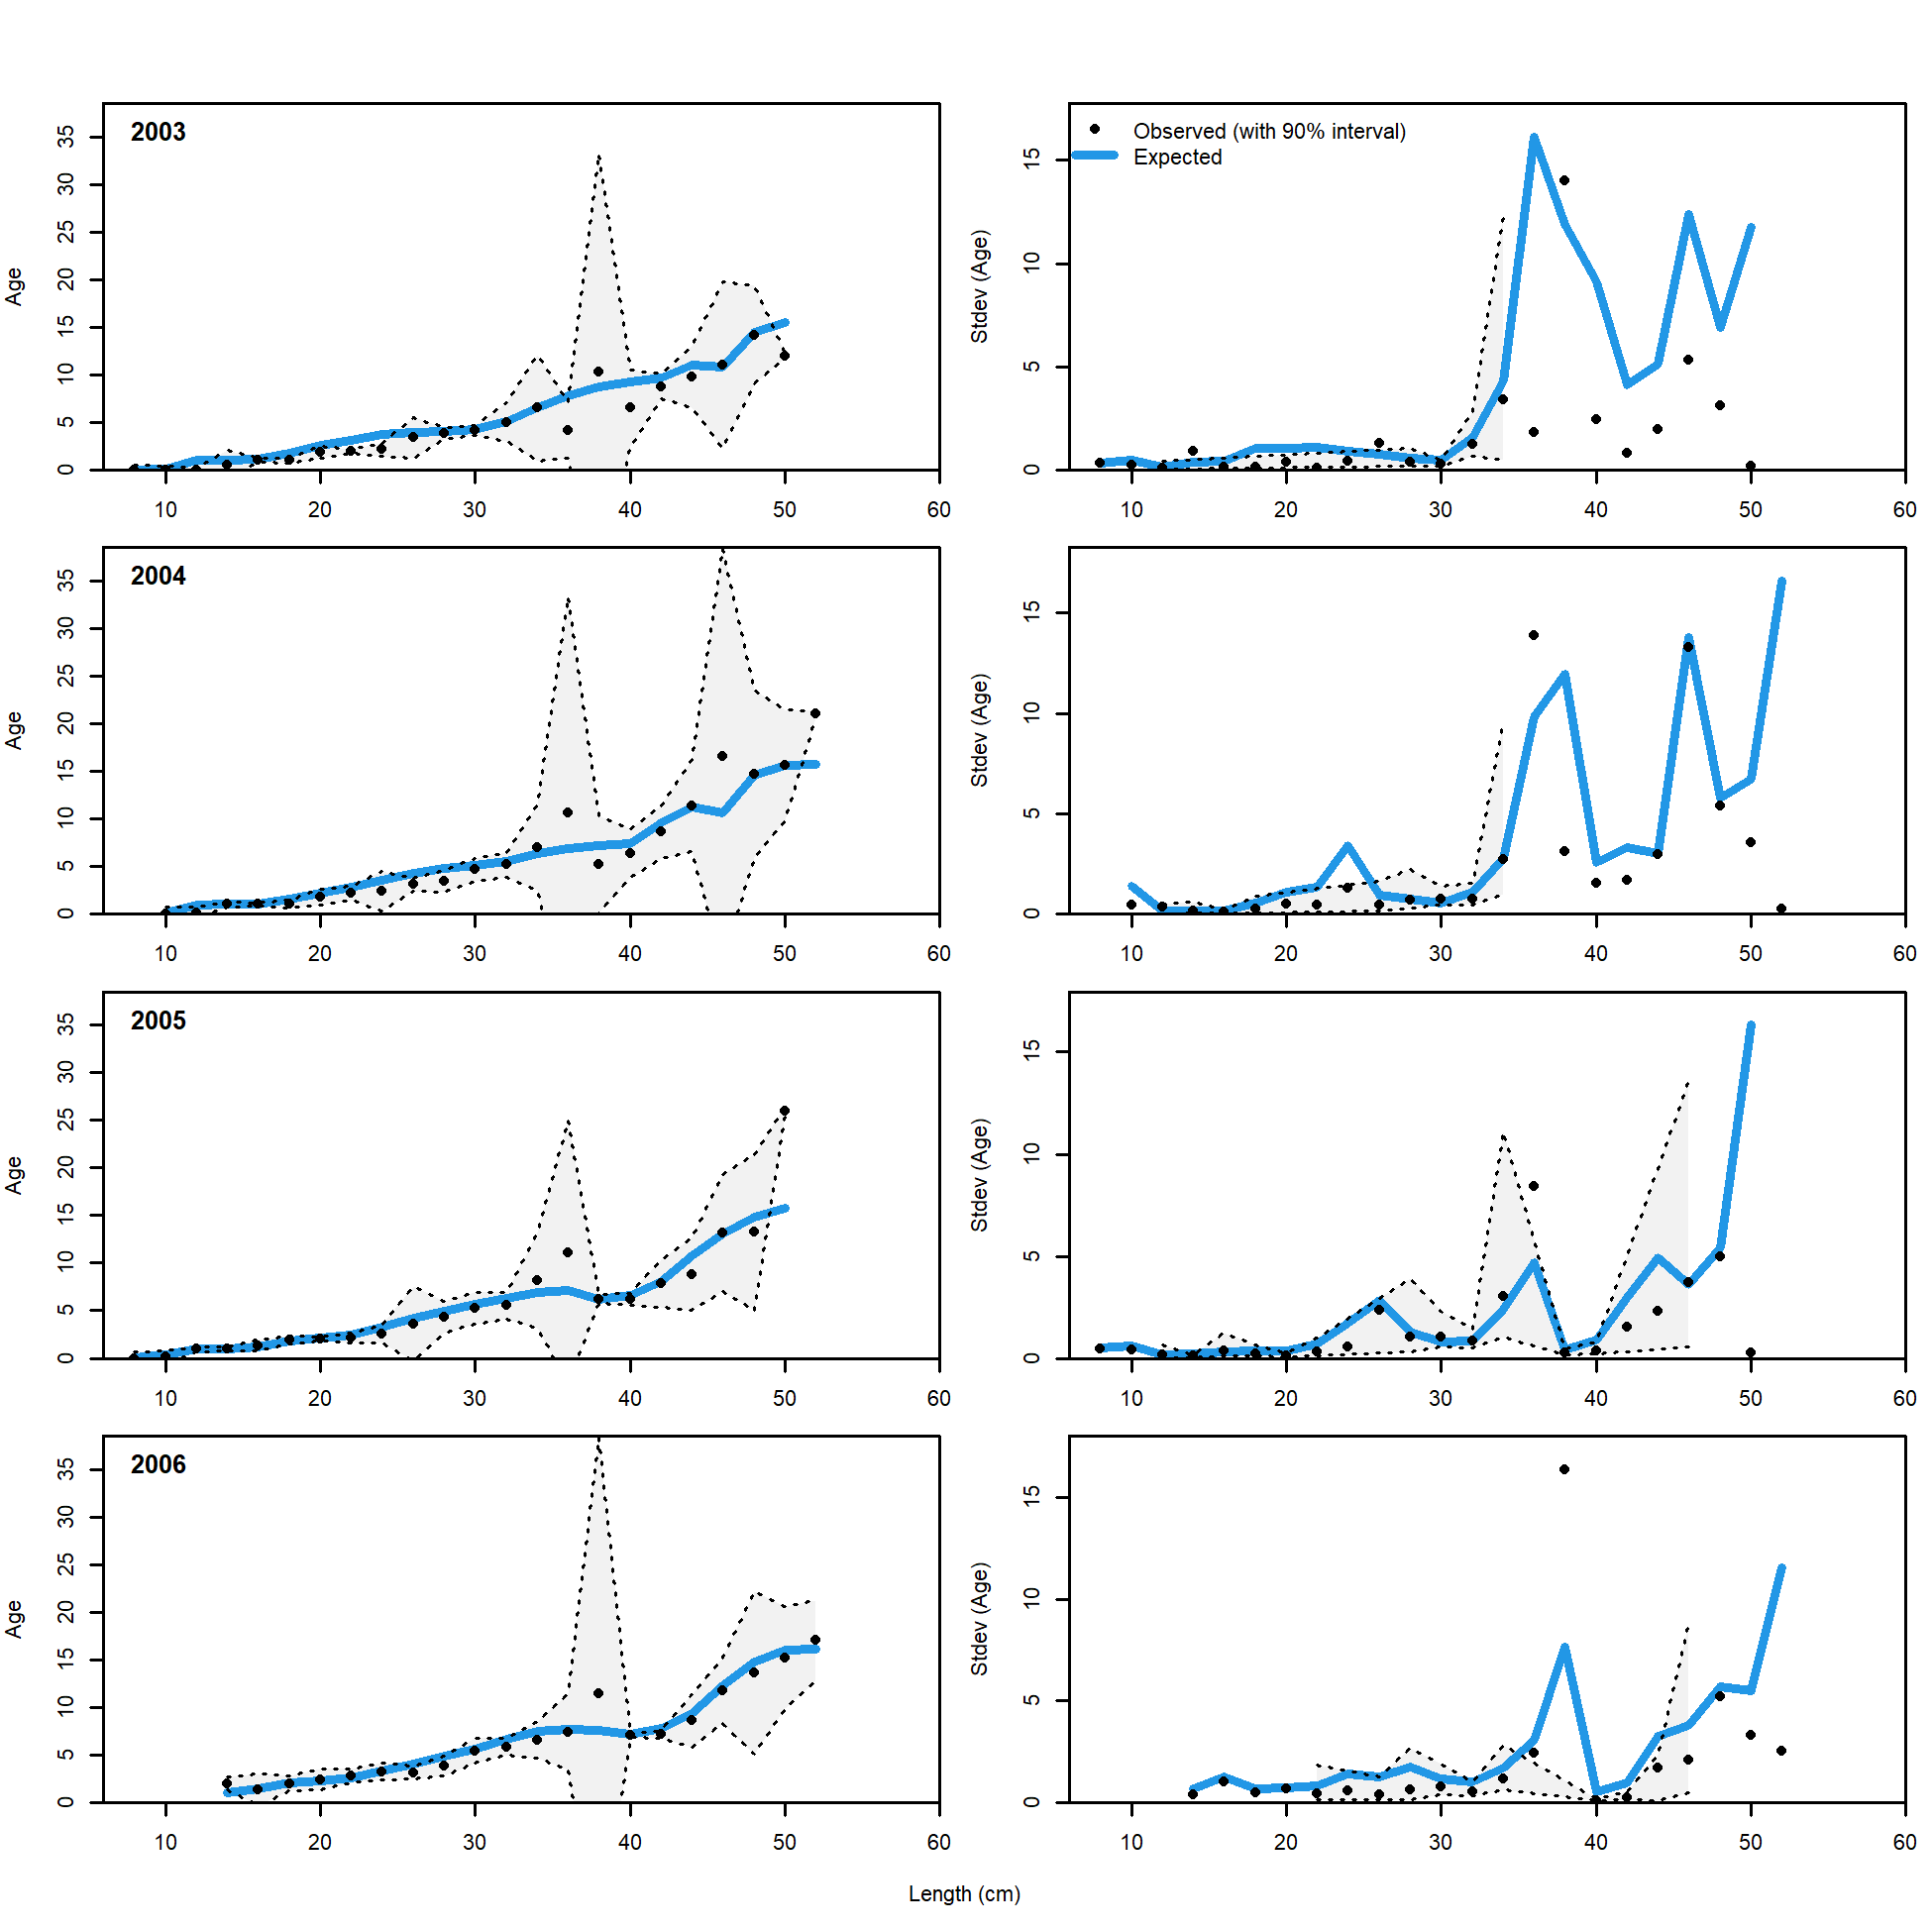 2003
Age
0 5 10 15 20 25 30 35
10 20 30 40 50 60
Observed (with 90% interval)
Expected
Stdev (Age)
0 5 10 15
10 20 30 40 50 60
2004
Age
0 5 10 15 20 25 30 35
10 20 30 40 50 60
Stdev (Age)
0 5 10 15
10 20 30 40 50 60
2005
Age
0 5 10 15 20 25 30 35
10 20 30 40 50 60
Stdev (Age)
0 5 10 15
10 20 30 40 50 60
2006
Age
0 5 10 15 20 25 30 35
10 20 30 40 50 60
Stdev (Age)
0 5 10 15
10 20 30 40 50 60
Length (cm)